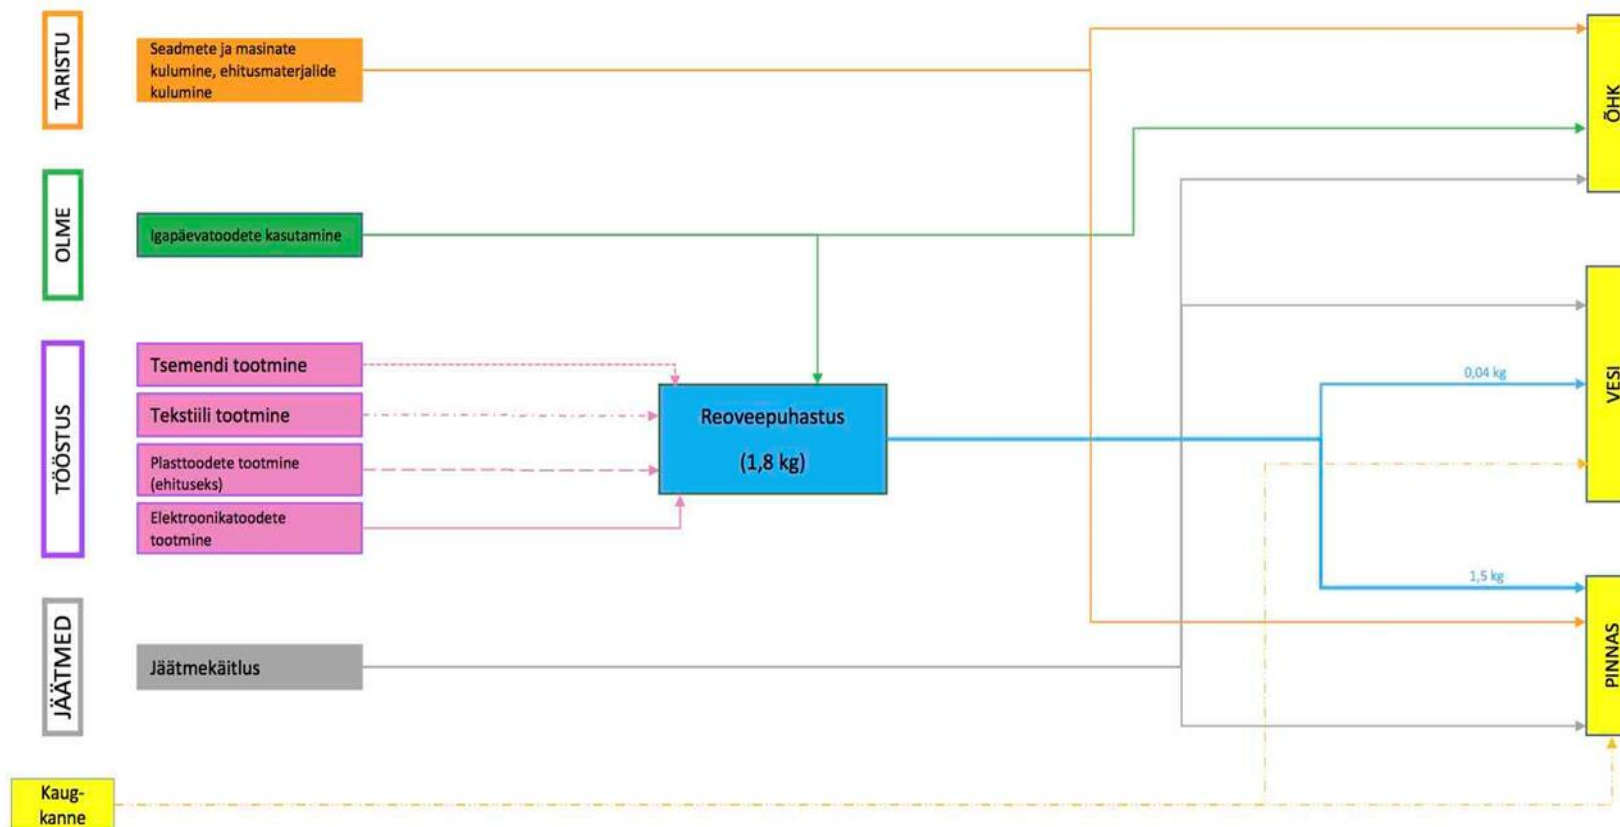 TARISTU
Seadmete ja masinate
kulumine, ehitusmaterjalide
kulumine
ÕHK
OLME
Igapäevatoodete kasutamine
TÖÖSTUS
Tsemendi tootmine
Tekstiili tootmine
Plasttoodete tootmine
(ehituseks)
Elektroonikatoodete
tootmine
Reoveepuhastus
(1,8 kg)
0,04 kg
VESI
1,5 kg
PINNAS
JÄÄTMED
Jäätmekäitlus
Kaug-
kanne